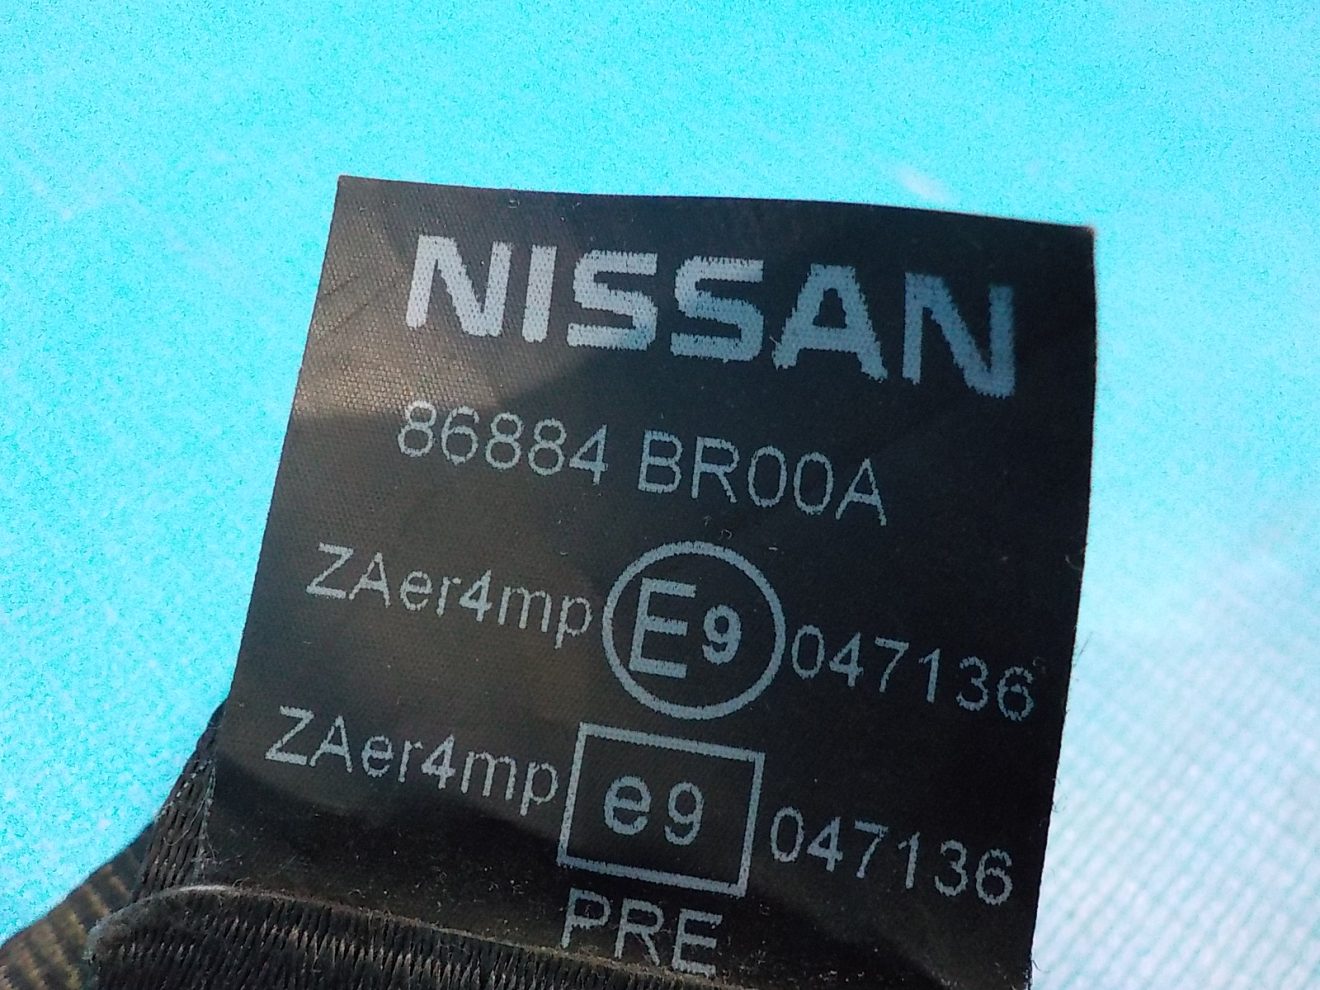 NISSAN
86884 BR00A
ZAer4mp E9 047136
ZAer4mp e9 047136
PRE